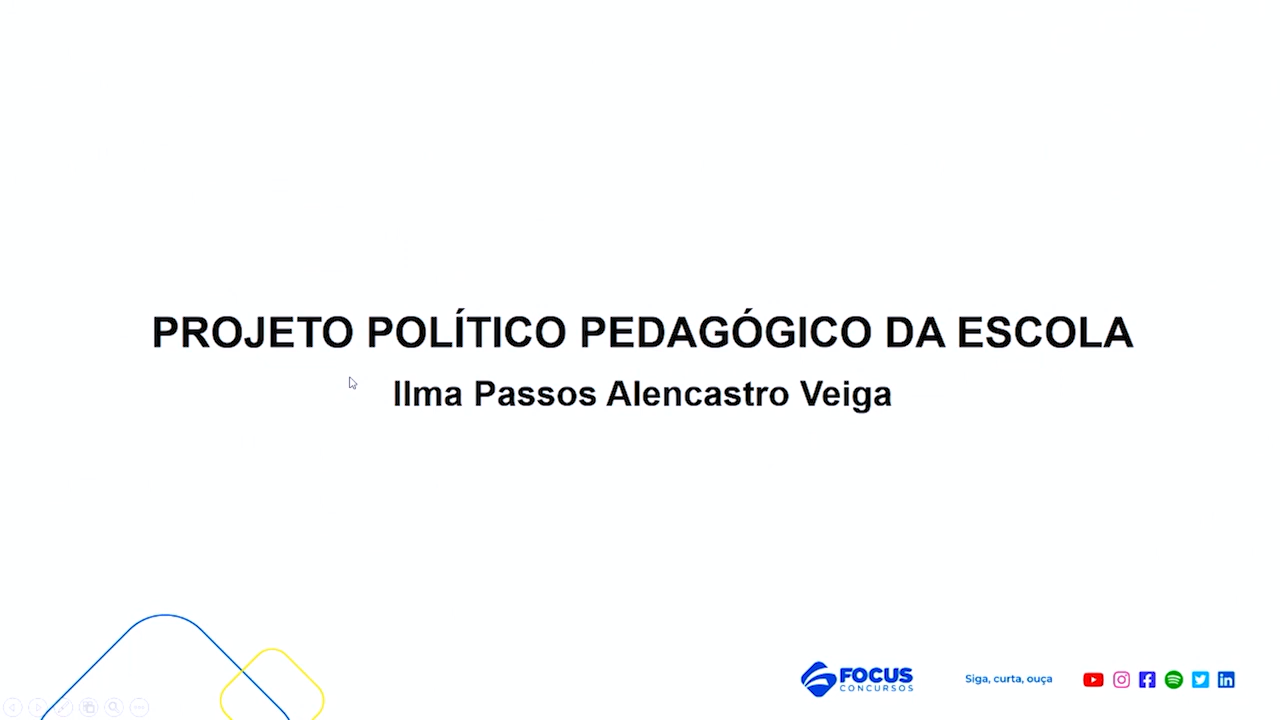 PROJETO POLÍTICO PEDAGÓGICO DA ESCOLA
Ilma Passos Alencastro Veiga
FOCUS
CONCURSOS
Siga, curta, ouça